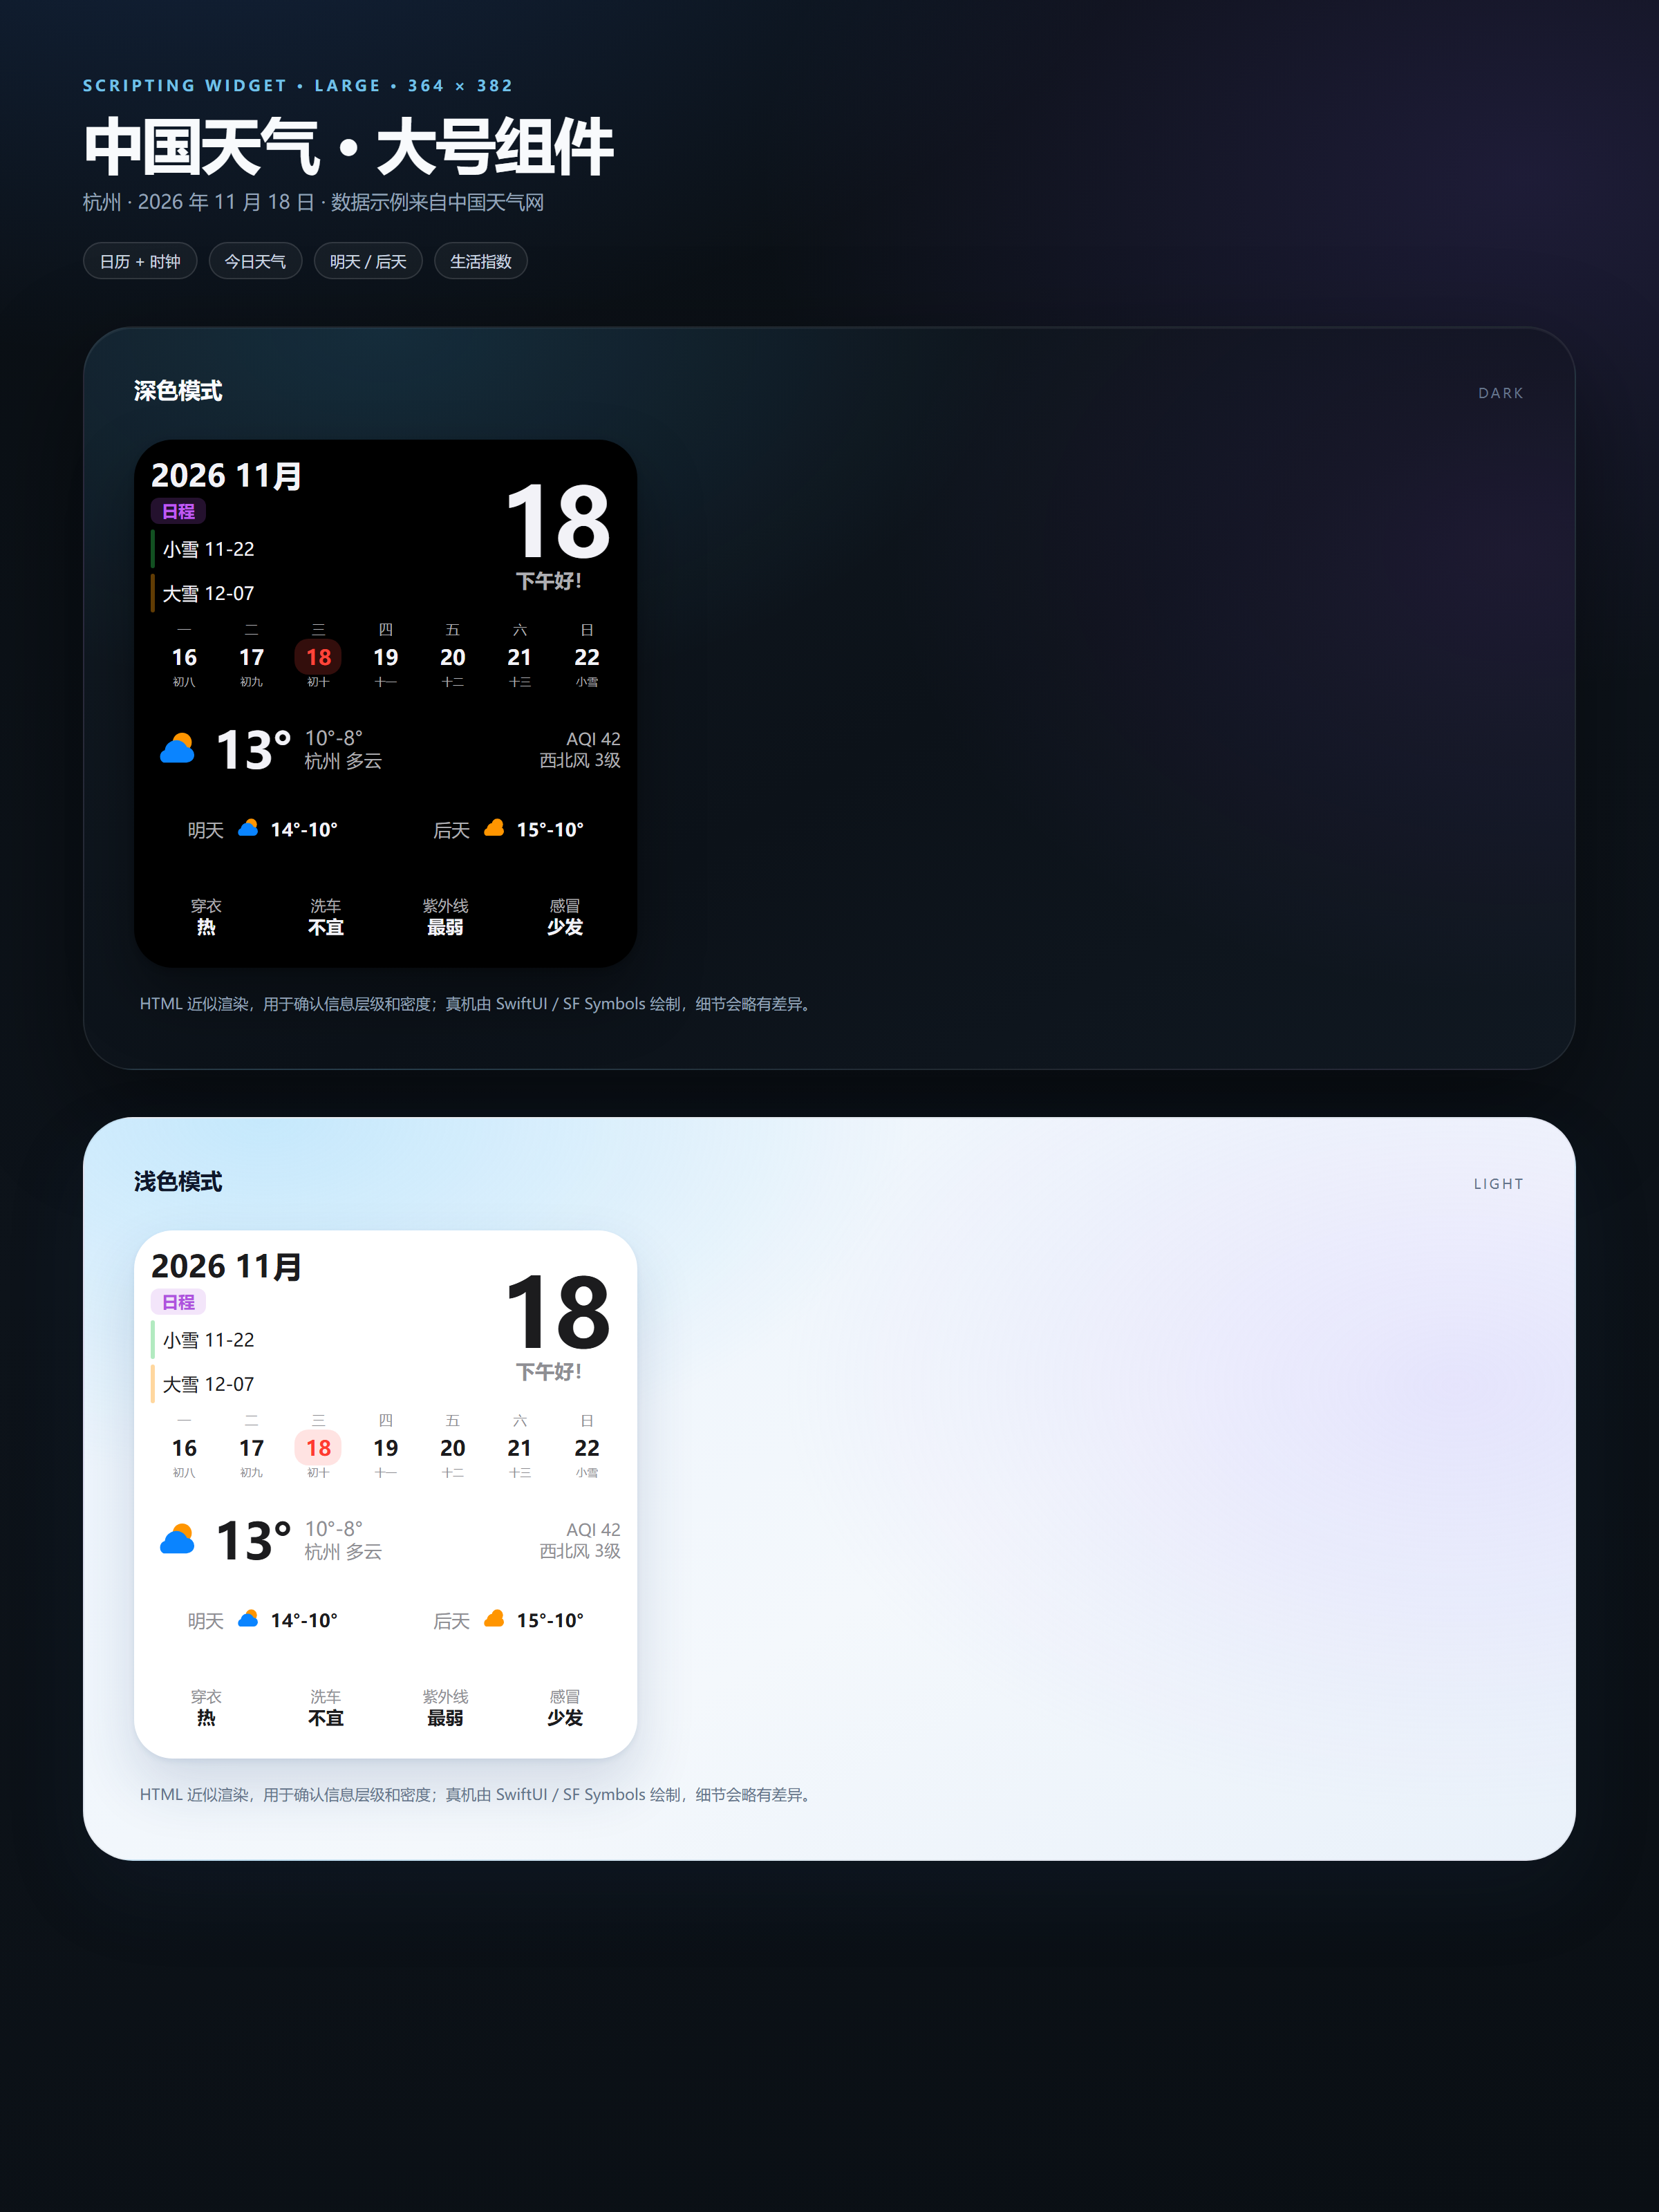 SCRIPTING WIDGET • LARGE • 364 × 382
中国天气 • 大号组件
杭州 · 2026 年 11 月 18 日 · 数据示例来自中国天气网
日历 + 时钟 今日天气 明天 / 后天 生活指数
深色模式 DARK
2026 11月
日程
小雪 11-22
大雪 12-07
18
下午好!
一 二 三 四 五 六 日
16 17 18 19 20 21 22
初八 初九 初十 十一 十二 十三 小雪
13° 10°-8° AQI 42
杭州 多云 西北风 3级
明天 14°-10° 后天 15°-10°
穿衣 洗车 紫外线 感冒
热 不宜 最弱 少发
HTML 近似渲染，用于确认信息层级和密度；真机由 SwiftUI / SF Symbols 绘制，细节会略有差异。
浅色模式 LIGHT
2026 11月
日程
小雪 11-22
大雪 12-07
18
下午好!
一 二 三 四 五 六 日
16 17 18 19 20 21 22
初八 初九 初十 十一 十二 十三 小雪
13° 10°-8° AQI 42
杭州 多云 西北风 3级
明天 14°-10° 后天 15°-10°
穿衣 洗车 紫外线 感冒
热 不宜 最弱 少发
HTML 近似渲染，用于确认信息层级和密度；真机由 SwiftUI / SF Symbols 绘制，细节会略有差异。